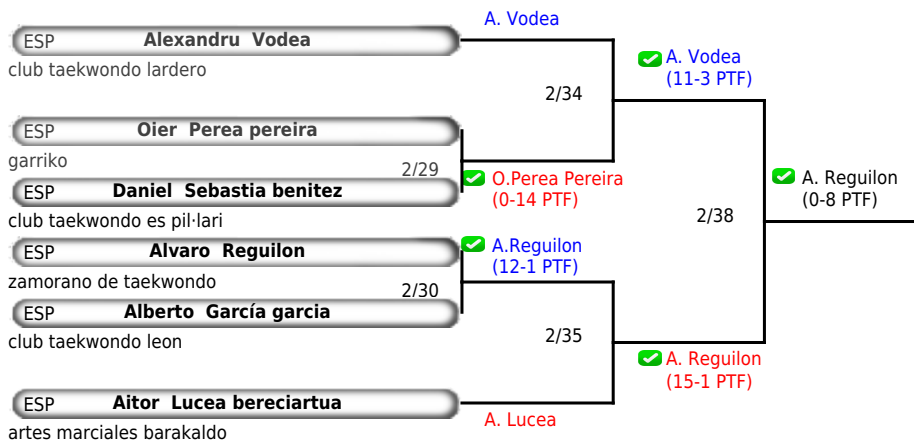 A. Vodea
ESP Alexandru Vodea
club taekwondo lardero
A. Vodea
(11-3 PTF)
2/34
ESP Oier Perea pereira
garriko
2/29
O.Perea Pereira
(0-14 PTF)
ESP Daniel Sebastia benitez
club taekwondo es pil·lari
A. Reguilon
(0-8 PTF)
2/38
ESP Alvaro Reguilon
zamorano de taekwondo
A.Reguilon
(12-1 PTF)
2/30
ESP Alberto García garcia
club taekwondo leon
2/35
A. Reguilon
(15-1 PTF)
ESP Aitor Lucea bereciartua
artes marciales barakaldo
A. Lucea